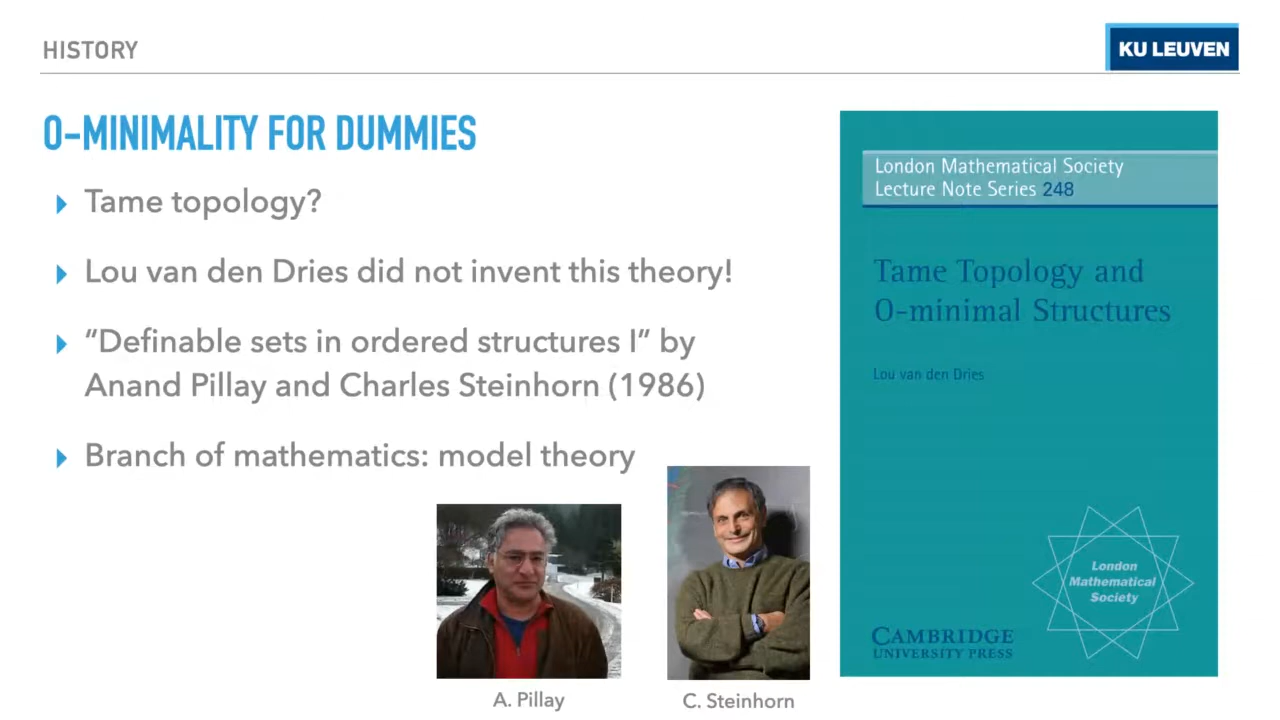 HISTORY
KU LEUVEN
O-MINIMALITY FOR DUMMIES
Tame topology?
Lou van den Dries did not invent this theory!
“Definable sets in ordered structures I” by
Anand Pillay and Charles Steinhorn (1986)
Branch of mathematics: model theory
A. Pillay
C. Steinhorn
London Mathematical Society
Lecture Note Series 248
Tame Topology and
O-minimal Structures
Lou van den Dries
London
Mathematical
Society
CAMBRIDGE
UNIVERSITY PRESS